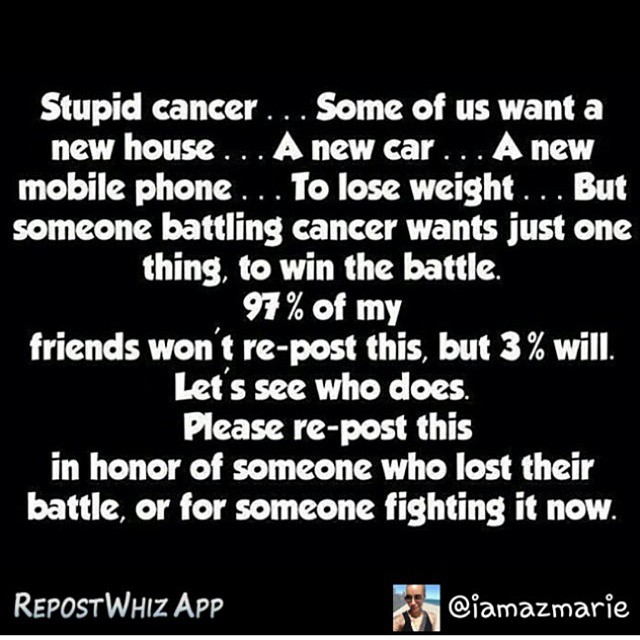 Stupid cancer . . . Some of us want a
new house . . . A new car . . . A new
mobile phone . . . To lose weight . . . But
someone battling cancer wants just one
thing, to win the battle.
97% of my
friends won't re-post this, but 3% will.
Let's see who does.
Please re-post this
in honor of someone who lost their
battle, or for someone fighting it now.
REPOSTWHIZ APP
@iamazmarie